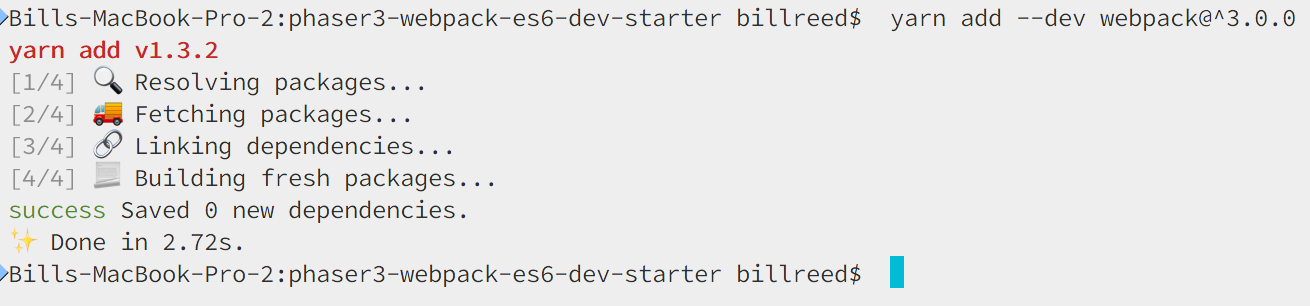 Bills-MacBook-Pro-2:phaser3-webpack-es6-dev-starter billreed$  yarn add --dev webpack@^3.0.0
yarn add v1.3.2
[1/4] 🔍 Resolving packages...
[2/4] 🚚 Fetching packages...
[3/4] 🔗 Linking dependencies...
[4/4] 📃 Building fresh packages...
success Saved 0 new dependencies.
✨ Done in 2.72s.
Bills-MacBook-Pro-2:phaser3-webpack-es6-dev-starter billreed$